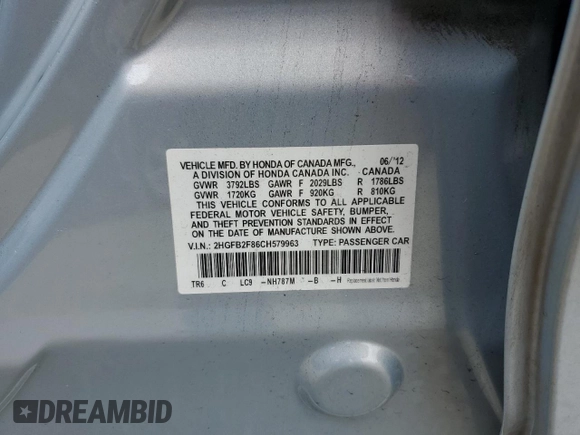 VEHICLE MFD. BY HONDA OF CANADA MFG., 06/'12
A DIVISION OF HONDA CANADA INC. CANADA
GVWR 3792LBS GAWR F 2029LBS R 1786LBS
GVWR 1720KG GAWR F 920KG R 810KG
THIS VEHICLE CONFORMS TO ALL APPLICABLE
FEDERAL MOTOR VEHICLE SAFETY, BUMPER,
AND THEFT PREVENTION STANDARDS IN EFFECT
ON THE DATE OF MANUFACTURE SHOWN ABOVE.
V.I.N.: 2HGFB2F86CH579963 TYPE: PASSENGER CAR
TR6 C LC9 -NH787M -B -H
DREAMBID